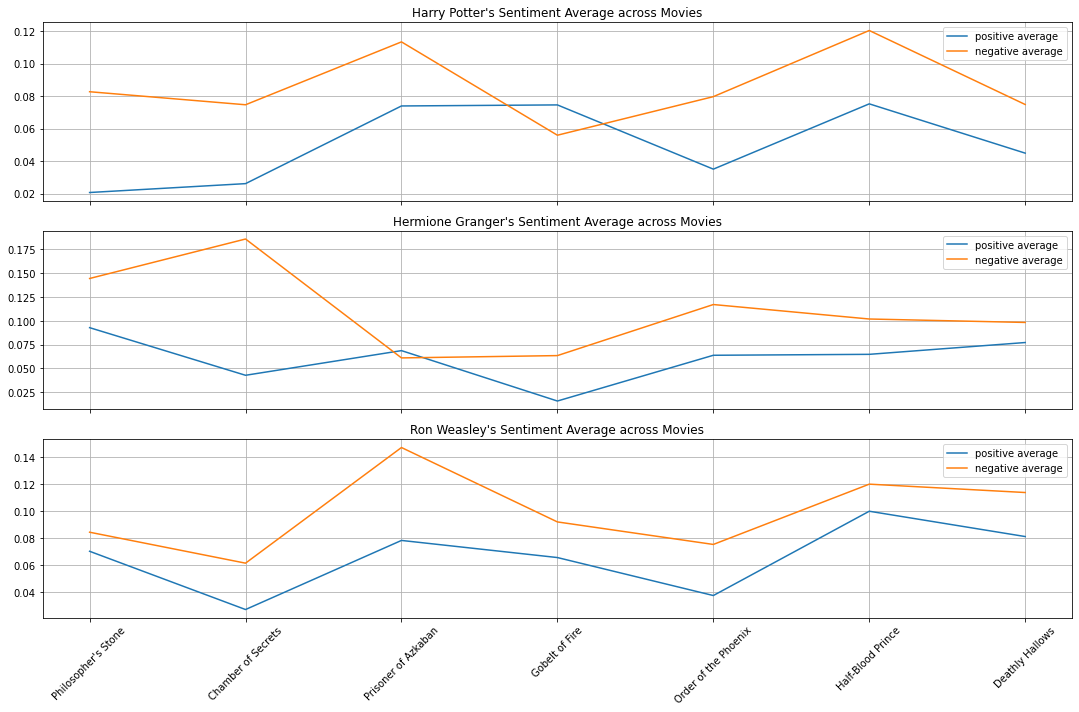 Harry Potter's Sentiment Average across Movies
0.12
0.10
0.08
0.06
0.04
0.02
positive average
negative average
Hermione Granger's Sentiment Average across Movies
0.175
0.150
0.125
0.100
0.075
0.050
0.025
positive average
negative average
Ron Weasley's Sentiment Average across Movies
0.14
0.12
0.10
0.08
0.06
0.04
positive average
negative average
Philosopher's Stone
Chamber of Secrets
Prisoner of Azkaban
Gobelt of Fire
Order of the Phoenix
Half-Blood Prince
Deathly Hallows